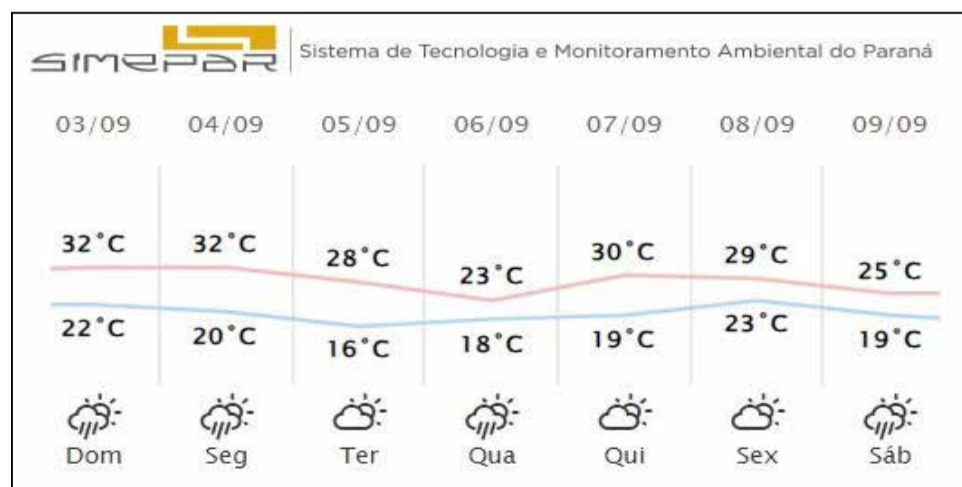 SIMEPAR
Sistema de Tecnologia e Monitoramento Ambiental do Paraná
03/09 04/09 05/09 06/09 07/09 08/09 09/09
32°C 32°C 28°C 23°C 30°C 29°C 25°C
22°C 20°C 16°C 18°C 19°C 23°C 19°C
Dom Seg Ter Qua Qui Sex Sáb